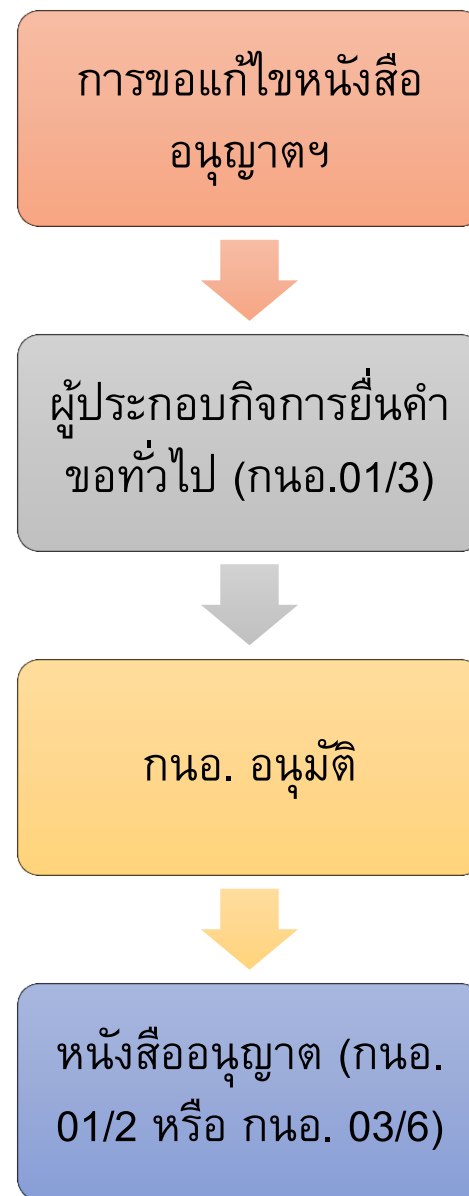 การขอแก้ไขหนังสือ
อนุญาตฯ
ผู้ประกอบกิจการยื่นคำ
ขอทั่วไป (กนอ.01/3)
กนอ. อนุมัติ
หนังสืออนุญาต (กนอ.
01/2 หรือ กนอ. 03/6)